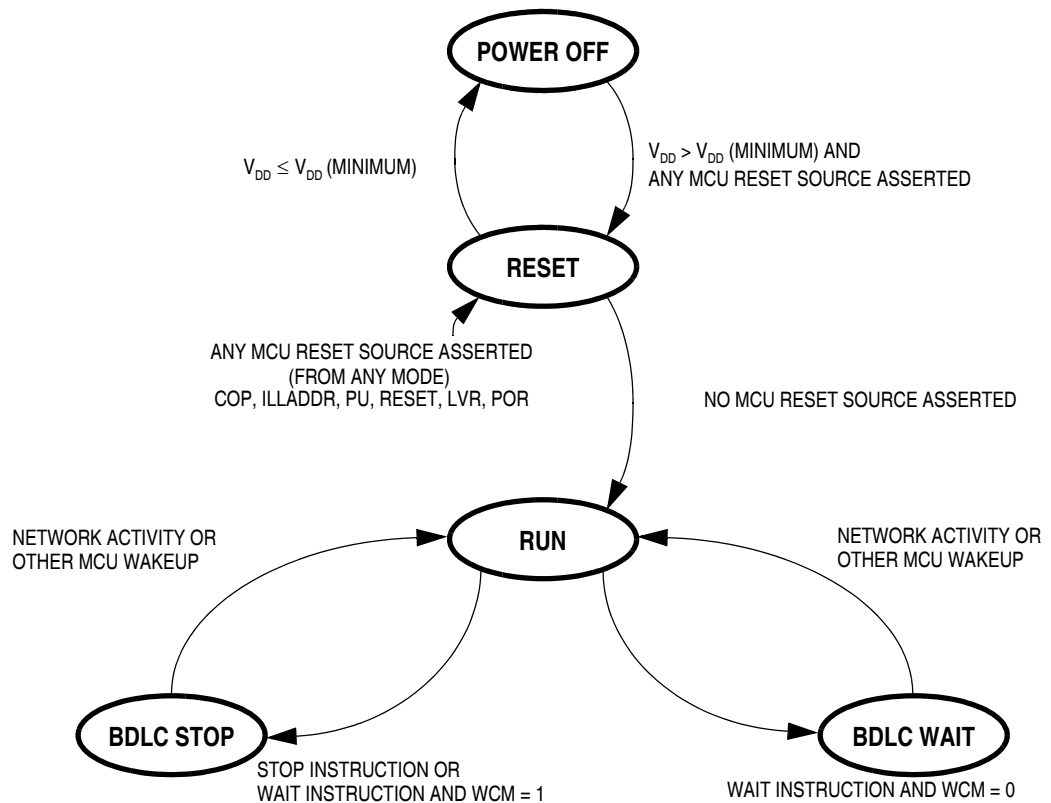 POWER OFF
V_DD ≤ V_DD (MINIMUM)
V_DD > V_DD (MINIMUM) AND
ANY MCU RESET SOURCE ASSERTED
RESET
ANY MCU RESET SOURCE ASSERTED
(FROM ANY MODE)
COP, ILLADDR, PU, RESET, LVR, POR
NO MCU RESET SOURCE ASSERTED
NETWORK ACTIVITY OR
OTHER MCU WAKEUP
RUN
NETWORK ACTIVITY OR
OTHER MCU WAKEUP
BDLC STOP
BDLC WAIT
STOP INSTRUCTION OR
WAIT INSTRUCTION AND WCM = 1
WAIT INSTRUCTION AND WCM = 0